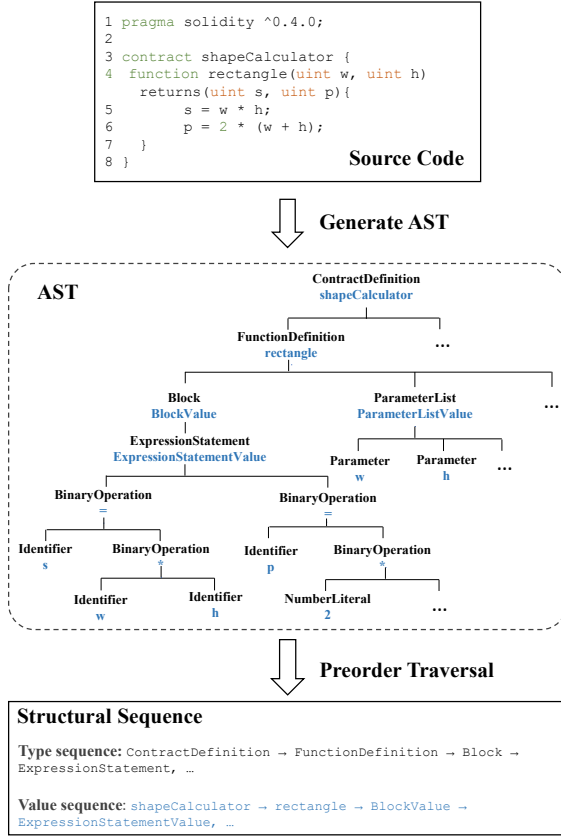 1 pragma solidity ^0.4.0;
2
3 contract shapeCalculator {
4 function rectangle(uint w, uint h)
returns(uint s, uint p){
5 s = w * h;
6 p = 2 * (w + h);
7 }
8 }
Source Code
Generate AST
AST
ContractDefinition
shapeCalculator
FunctionDefinition
rectangle
...
Block
BlockValue
ParameterList
ParameterListValue
...
ExpressionStatement
ExpressionStatementValue
Parameter
w
Parameter
h
...
BinaryOperation
=
BinaryOperation
=
Identifier
s
BinaryOperation
*
Identifier
p
BinaryOperation
*
Identifier
w
Identifier
h
NumberLiteral
2
...
Preorder Traversal
Structural Sequence
Type sequence: ContractDefinition → FunctionDefinition → Block →
ExpressionStatement, …
Value sequence: shapeCalculator → rectangle → BlockValue →
ExpressionStatementValue, …